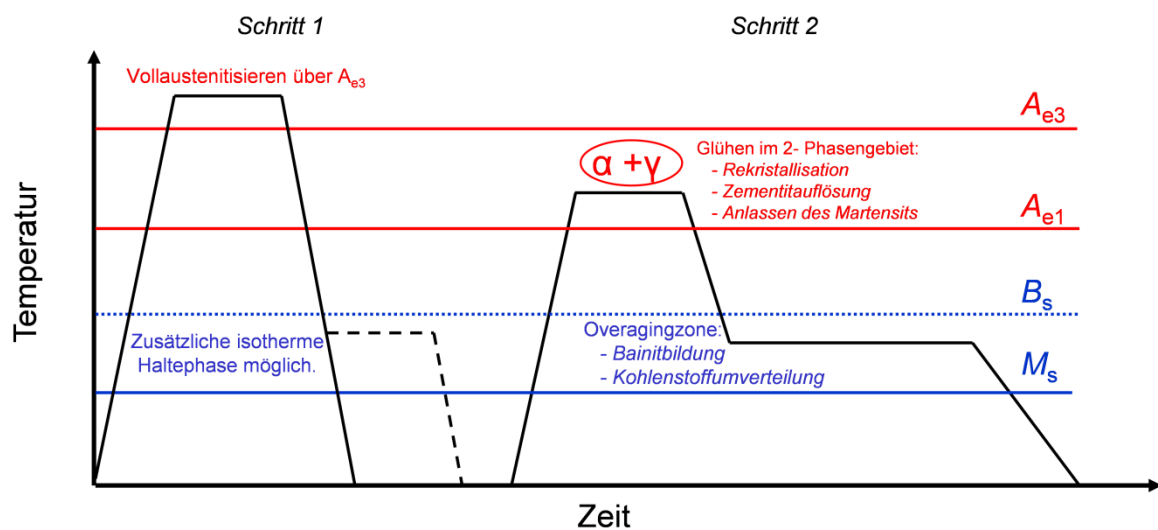 Schritt 1
Schritt 2
Vollaustenitisieren über Ae3
Ae3
α +γ
Glühen im 2- Phasengebiet:
- Rekristallisation
- Zementitauflösung
- Anlassen des Martensits
Ae1
Temperatur
Bs
Zusätzliche isotherme
Haltephase möglich.
Overagingzone:
- Bainitbildung
- Kohlenstoffumverteilung
Ms
Zeit